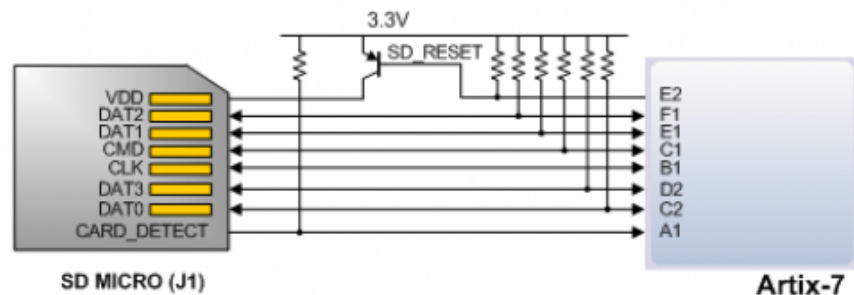 3.3V
SD_RESET
VDD
DAT2
DAT1
CMD
CLK
DAT3
DAT0
CARD_DETECT
E2
F1
E1
C1
B1
D2
C2
A1
SD MICRO (J1)
Artix-7